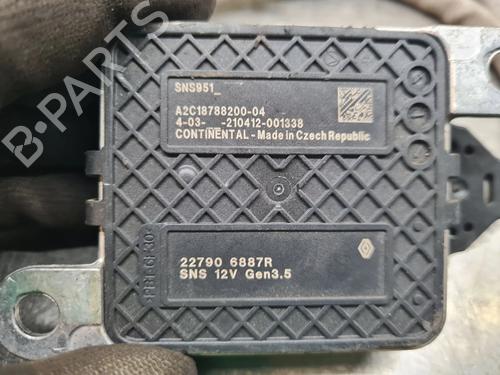 SNS951_
A2C18788200-04
4-03- -210412-001338
CONTINENTAL - Made in Czech Republic
22790 6887R
SNS 12V Gen3.5
B-PARTS